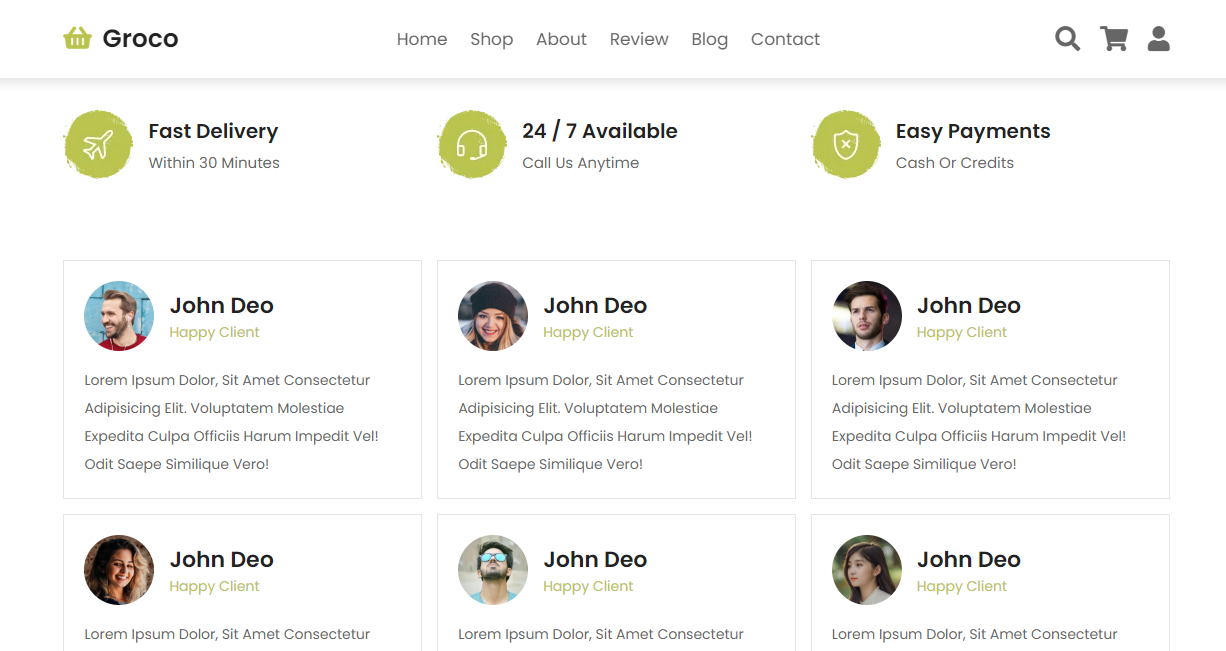 Groco
Home Shop About Review Blog Contact
Fast Delivery
Within 30 Minutes
24 / 7 Available
Call Us Anytime
Easy Payments
Cash Or Credits
John Deo
Happy Client
Lorem Ipsum Dolor, Sit Amet Consectetur
Adipisicing Elit. Voluptatem Molestiae
Expedita Culpa Officiis Harum Impedit Vel!
Odit Saepe Similique Vero!
John Deo
Happy Client
Lorem Ipsum Dolor, Sit Amet Consectetur
Adipisicing Elit. Voluptatem Molestiae
Expedita Culpa Officiis Harum Impedit Vel!
Odit Saepe Similique Vero!
John Deo
Happy Client
Lorem Ipsum Dolor, Sit Amet Consectetur
Adipisicing Elit. Voluptatem Molestiae
Expedita Culpa Officiis Harum Impedit Vel!
Odit Saepe Similique Vero!
John Deo
Happy Client
Lorem Ipsum Dolor, Sit Amet Consectetur
John Deo
Happy Client
Lorem Ipsum Dolor, Sit Amet Consectetur
John Deo
Happy Client
Lorem Ipsum Dolor, Sit Amet Consectetur